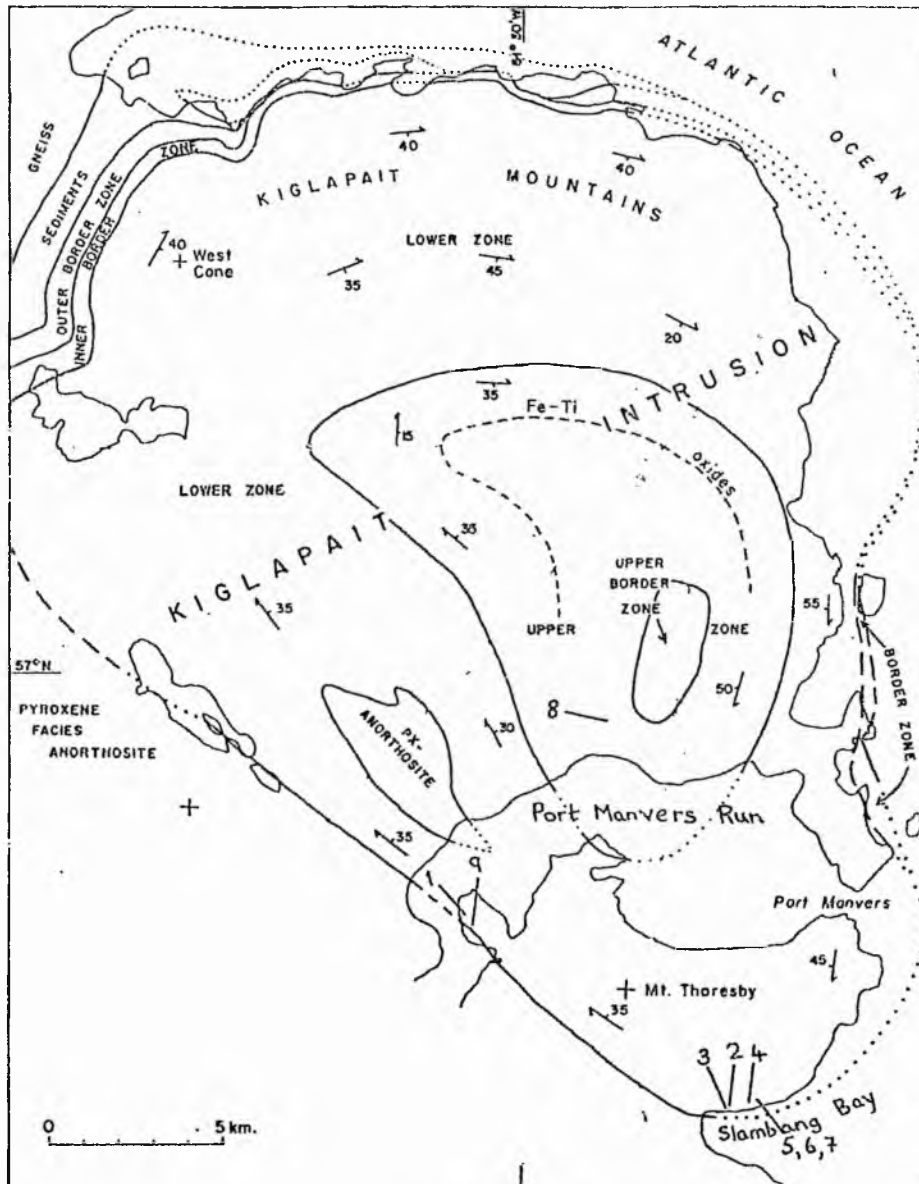 61° 50' W
ATLANTIC
OCEAN
GNEISS
SEDIMENTS
OUTER BORDER ZONE
INNER BORDER ZONE
40
40
KIGLAPAIT MOUNTAINS
40
West
Cone
LOWER ZONE
35
45
20
INTRUSION
35
Fe-Ti
oxides
15
LOWER ZONE
KIGLAPAIT
35
35
UPPER
BORDER
ZONE
UPPER ZONE
55
BORDER ZONE
57°N
PYROXENE
FACIES
ANORTHOSITE
PX-
ANORTHOSITE
30
8
50
Port Manvers Run
35
9
Port Manvers
45
Mt. Thoresby
35
3 2 4
Slambang Bay
5,6,7
0 5 km.